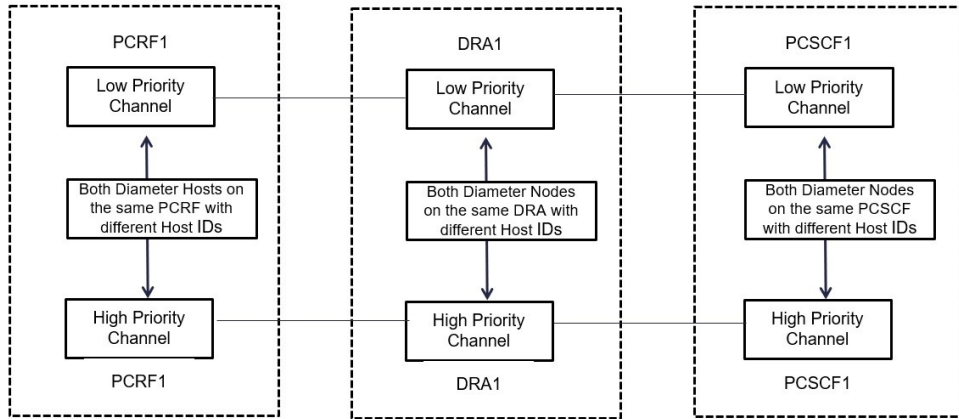 PCRF1
Low Priority
Channel
Both Diameter Hosts on
the same PCRF with
different Host IDs
High Priority
Channel
PCRF1
DRA1
Low Priority
Channel
Both Diameter Nodes
on the same DRA with
different Host IDs
High Priority
Channel
DRA1
PCSCF1
Low Priority
Channel
Both Diameter Nodes
on the same PCSCF
with different Host IDs
High Priority
Channel
PCSCF1